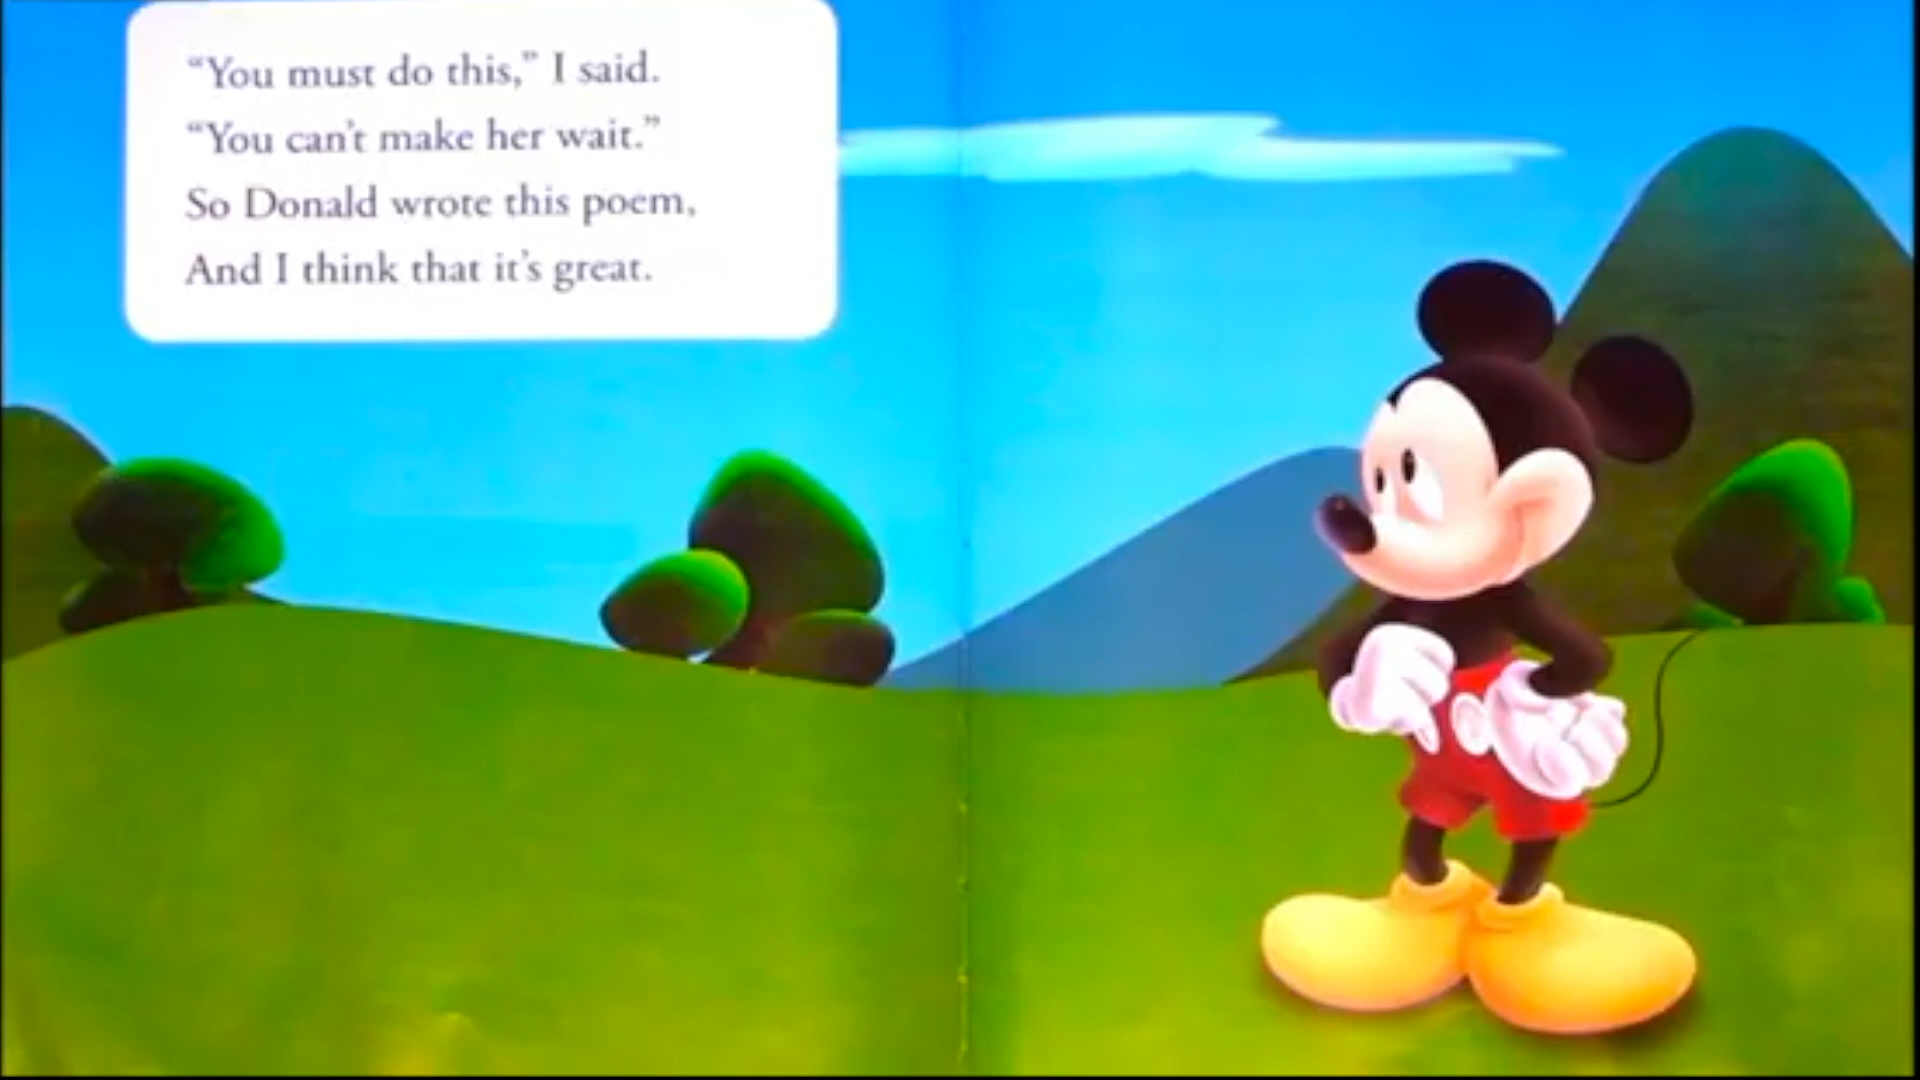 “You must do this,” I said.
“You can’t make her wait.”
So Donald wrote this poem,
And I think that it’s great.